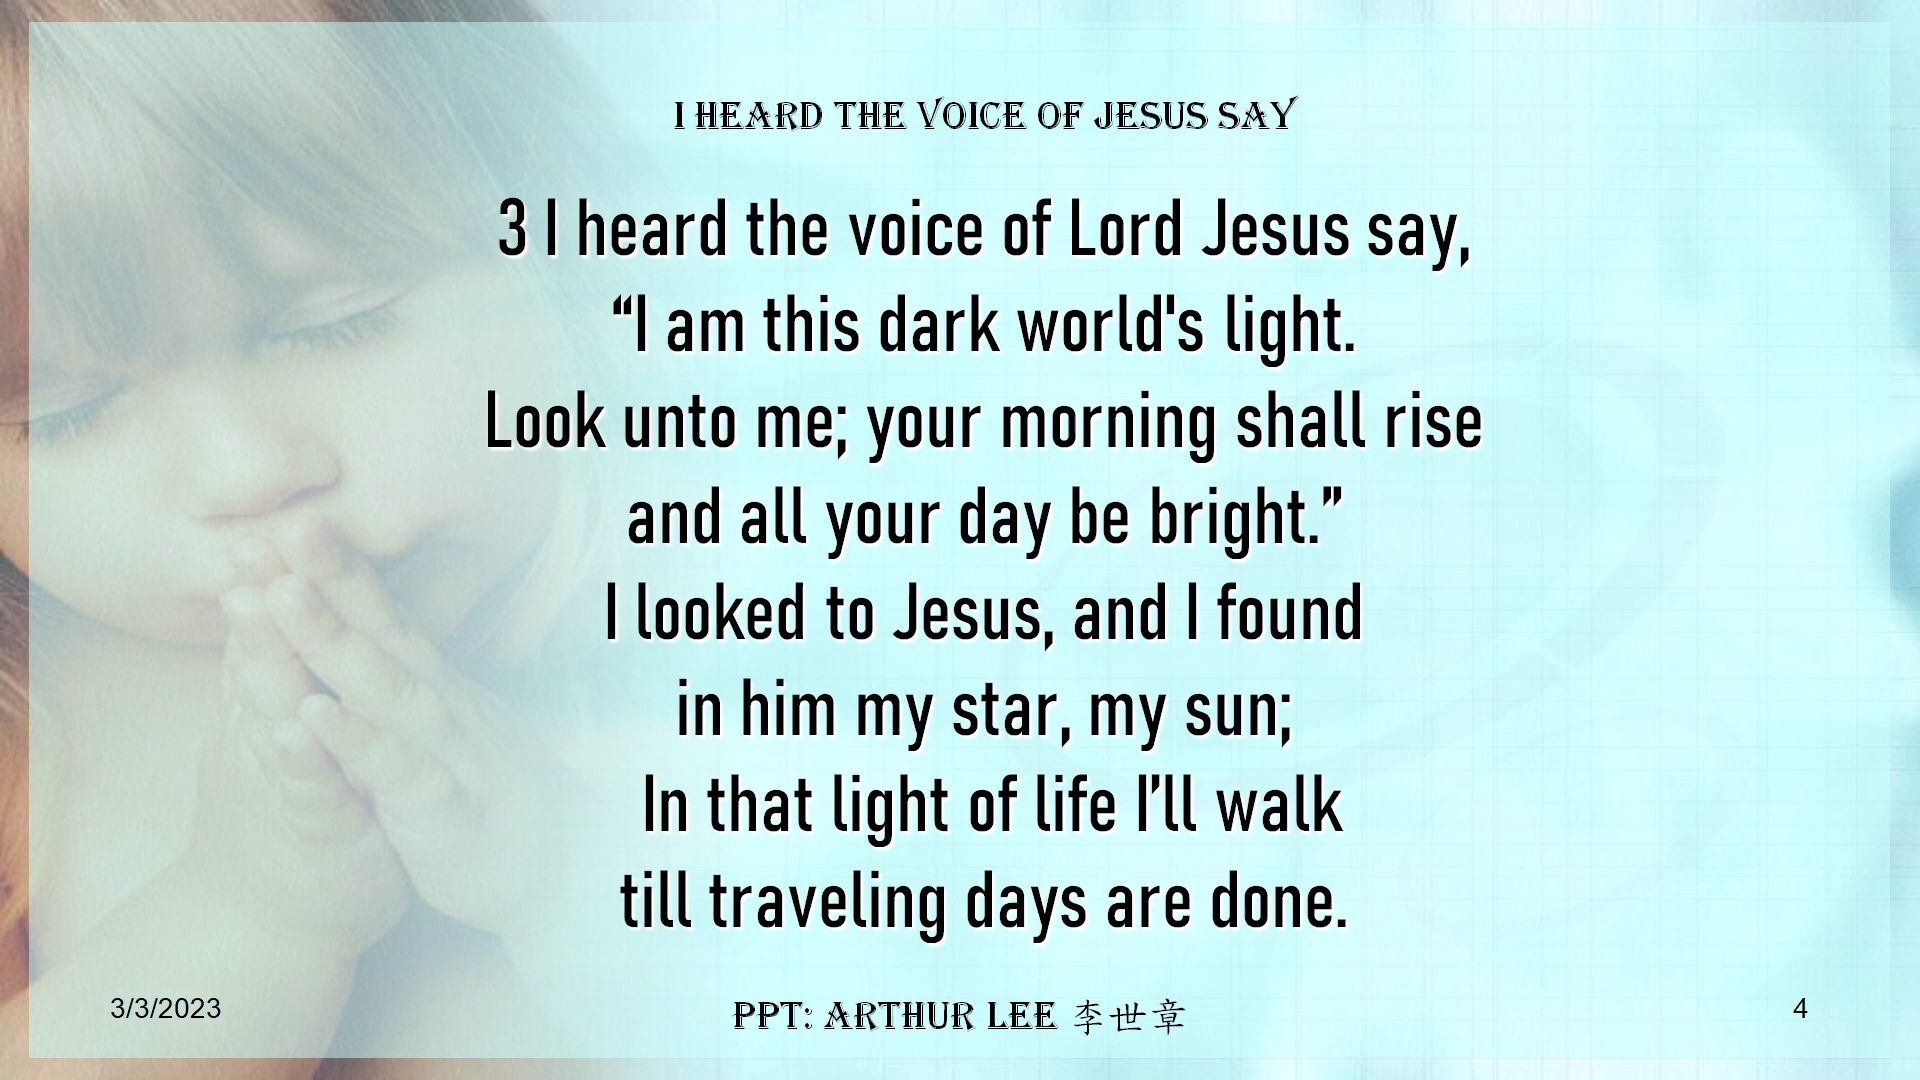 I HEARD THE VOICE OF JESUS SAY
3 I heard the voice of Lord Jesus say,
“I am this dark world's light.
Look unto me; your morning shall rise
and all your day be bright.”
I looked to Jesus, and I found
in him my star, my sun;
In that light of life I’ll walk
till traveling days are done.
3/3/2023
PPT: ARTHUR LEE 李世章
4